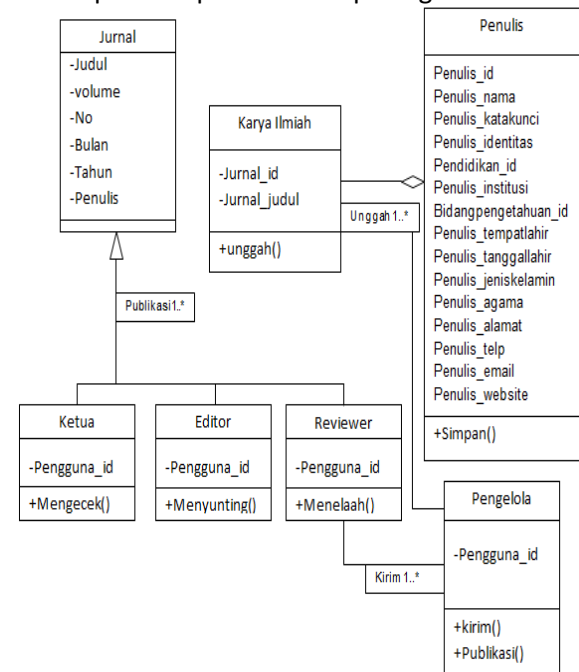 Jurnal
-Judul
-volume
-No
-Bulan
-Tahun
-Penulis
Karya Ilmiah
-Jurnal_id
-Jurnal_judul
+unggah()
Penulis
Penulis_id
Penulis_nama
Penulis_katakunci
Penulis_identitas
Pendidikan_id
Penulis_institusi
Bidangpengetahuan_id
Penulis_tempatlahir
Penulis_tanggallahir
Penulis_jeniskelamin
Penulis_agama
Penulis_alamat
Penulis_telp
Penulis_email
Penulis_website
+Simpan()
Unggah 1..*
Publikasi1..*
Ketua
-Pengguna_id
+Mengecek()
Editor
-Pengguna_id
+Menyunting()
Reviewer
-Pengguna_id
+Menelaah()
Kirim 1..*
Pengelola
-Pengguna_id
+kirim()
+Publikasi()